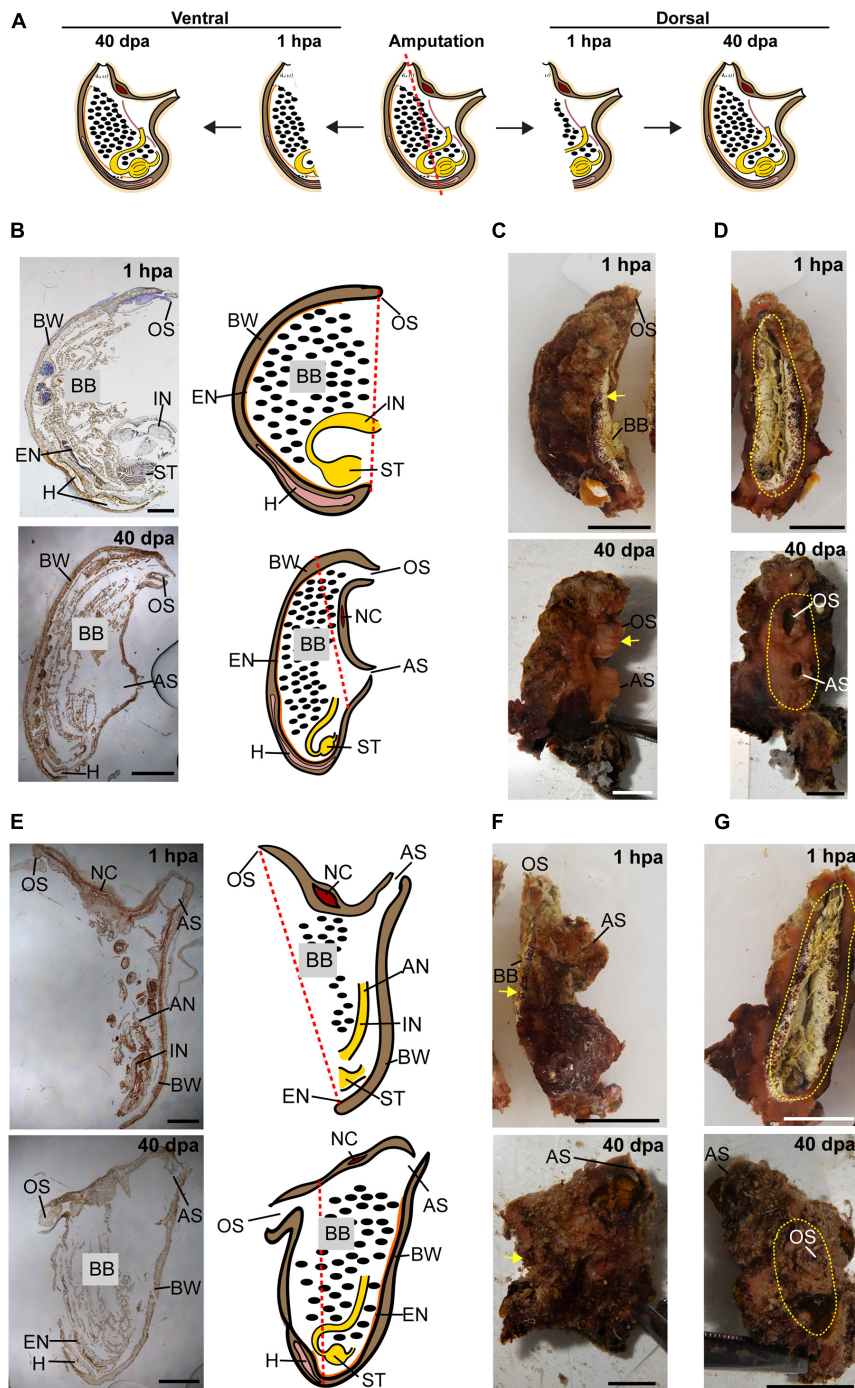 A
Ventral
Dorsal
40 dpa
1 hpa
Amputation
1 hpa
40 dpa
B
1 hpa
BW
OS
BB
IN
EN
ST
H
BW
OS
BB
EN
IN
ST
H
40 dpa
BW
OS
BB
AS
H
BW
OS
NC
BB
EN
AS
ST
H
C
1 hpa
OS
BB
40 dpa
OS
AS
D
1 hpa
40 dpa
OS
AS
E
1 hpa
OS
NC
AS
AN
IN
BW
OS
NC
AS
BB
AN
IN
BW
EN
ST
40 dpa
OS
AS
BB
BW
EN
H
NC
AS
OS
BB
BW
EN
H
ST
F
1 hpa
OS
AS
BB
40 dpa
AS
G
1 hpa
40 dpa
AS
OS